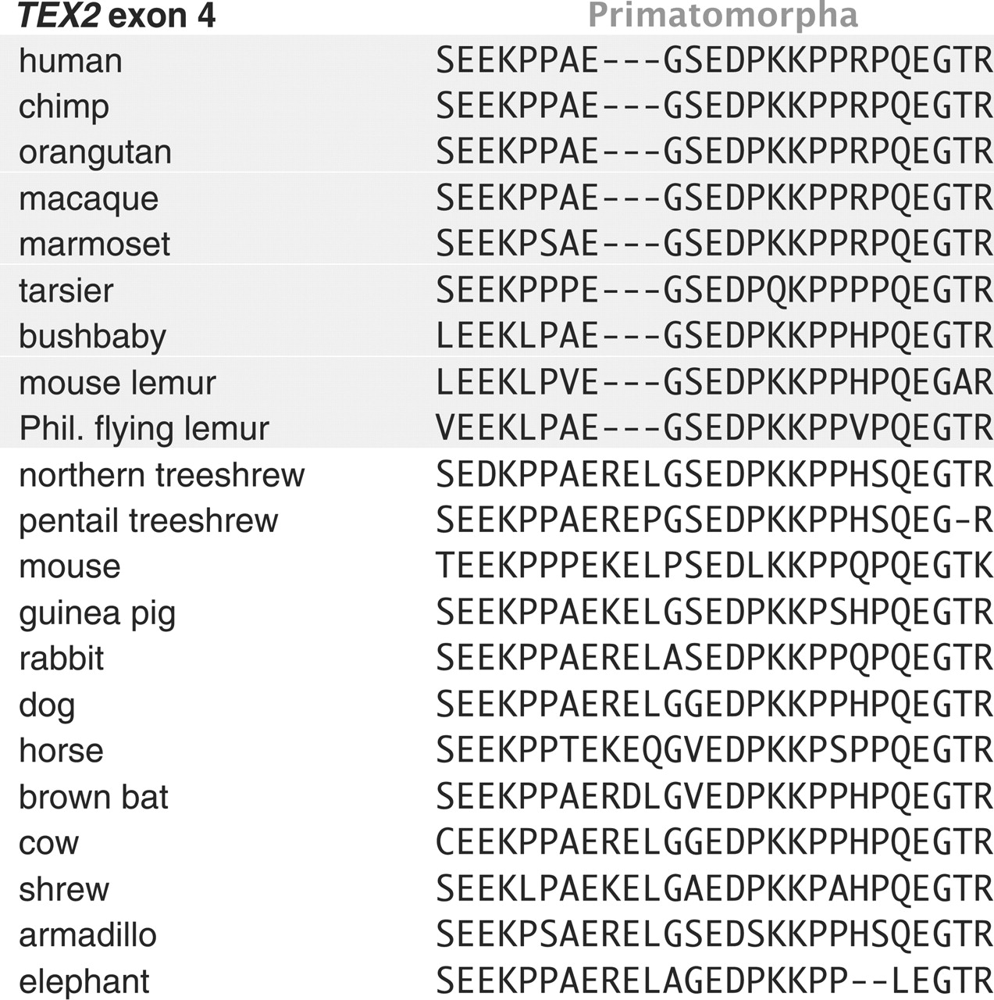 TEX2 exon 4 Primatomorpha
human SEEKPPAE---GSEDPKKPPRPQEGTR
chimp SEEKPPAE---GSEDPKKPPRPQEGTR
orangutan SEEKPPAE---GSEDPKKPPRPQEGTR
macaque SEEKPPAE---GSEDPKKPPRPQEGTR
marmoset SEEKPSAE---GSEDPKKPPRPQEGTR
tarsier SEEKPPPE---GSEDPQKPPPPQEGTR
bushbaby LEEKLPAE---GSEDPKKPPHPQEGTR
mouse lemur LEEKLPVE---GSEDPKKPPHPQEGAR
Phil. flying lemur VEEKLPAE---GSEDPKKPPVPQEGTR
northern treeshrew SEDKPPAERELGSEDPKKPPHSQEGTR
pentail treeshrew SEEKPPAEREPGSEDPKKPPHSQEG-R
mouse TEEKPPPEKELPSEDLKKPPQPQEGTK
guinea pig SEEKPPAEKELGSEDPKKPSHPQEGTR
rabbit SEEKPPAERELASEDPKKPPQPQEGTR
dog SEEKPPAERELGGEDPKKPPHPQEGTR
horse SEEKPPTEKEQGVEDPKKPSPPQEGTR
brown bat SEEKPPAERDLGVEDPKKPPHPQEGTR
cow CEEKPPAERELGGEDPKKPPHPQEGTR
shrew SEEKLPAEKELGAEDPKKPAHPQEGTR
armadillo SEEKPSAERELGSEDSKKPPHSQEGTR
elephant SEEKPPAERELAGEDPKKPP--LEGTR